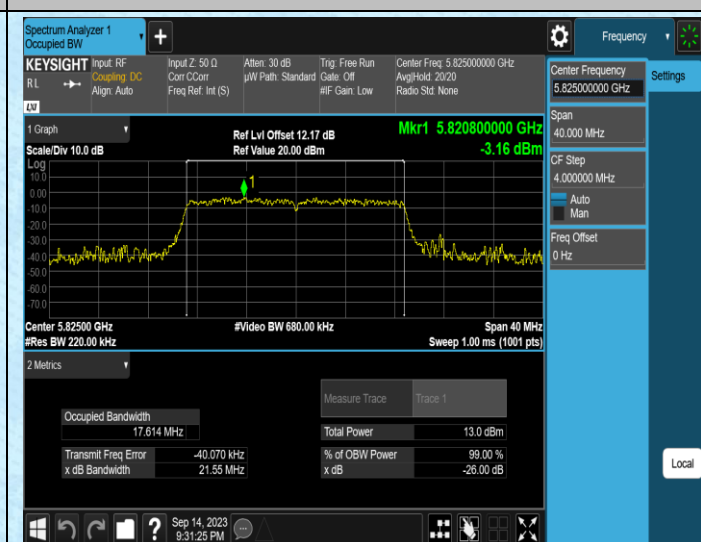 Spectrum Analyzer 1
Occupied BW
Frequency
KEYSIGHT
R L
LXI
Input: RF
Coupling: DC
Align: Auto
Input Z: 50 Ω
Corr CCorr
Freq Ref: Int (S)
Atten: 30 dB
µW Path: Standard
Trig: Free Run
Gate: Off
#IF Gain: Low
Center Freq: 5.825000000 GHz
Avg|Hold: 20/20
Radio Std: None
1 Graph
Scale/Div 10.0 dB
Ref Lvl Offset 12.17 dB
Ref Value 20.00 dBm
Mkr1 5.820800000 GHz
-3.16 dBm
Log
10.0
0.00
-10.0
-20.0
-30.0
-40.0
-50.0
-60.0
-70.0
1
Center 5.82500 GHz
#Res BW 220.00 kHz
#Video BW 680.00 kHz
Span 40 MHz
Sweep 1.00 ms (1001 pts)
2 Metrics
Measure Trace
Trace 1
Occupied Bandwidth
17.614 MHz
Total Power
13.0 dBm
Transmit Freq Error
-40.070 kHz
% of OBW Power
99.00 %
x dB Bandwidth
21.55 MHz
x dB
-26.00 dB
Sep 14, 2023
9:31:25 PM
Center Frequency
5.825000000 GHz
Span
40.000 MHz
CF Step
4.000000 MHz
Auto
Man
Freq Offset
0 Hz
Settings
Local